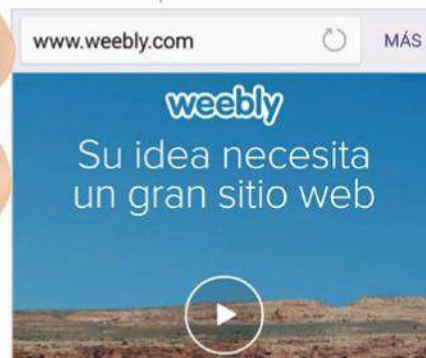 www.weebly.com
MÁS
weebly
Su idea necesita
un gran sitio web